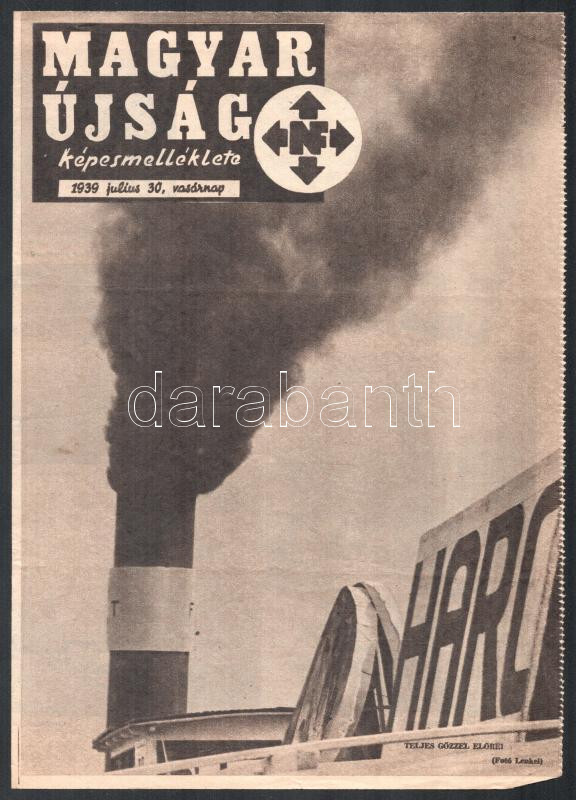 MAGYAR
ÚJSÁG
képesmelléklete
1939 július 30, vasárnap
N
darabanth
T F
HARC
TELJES GŐZZEL ELŐRE!
(Fotó Lenkei)